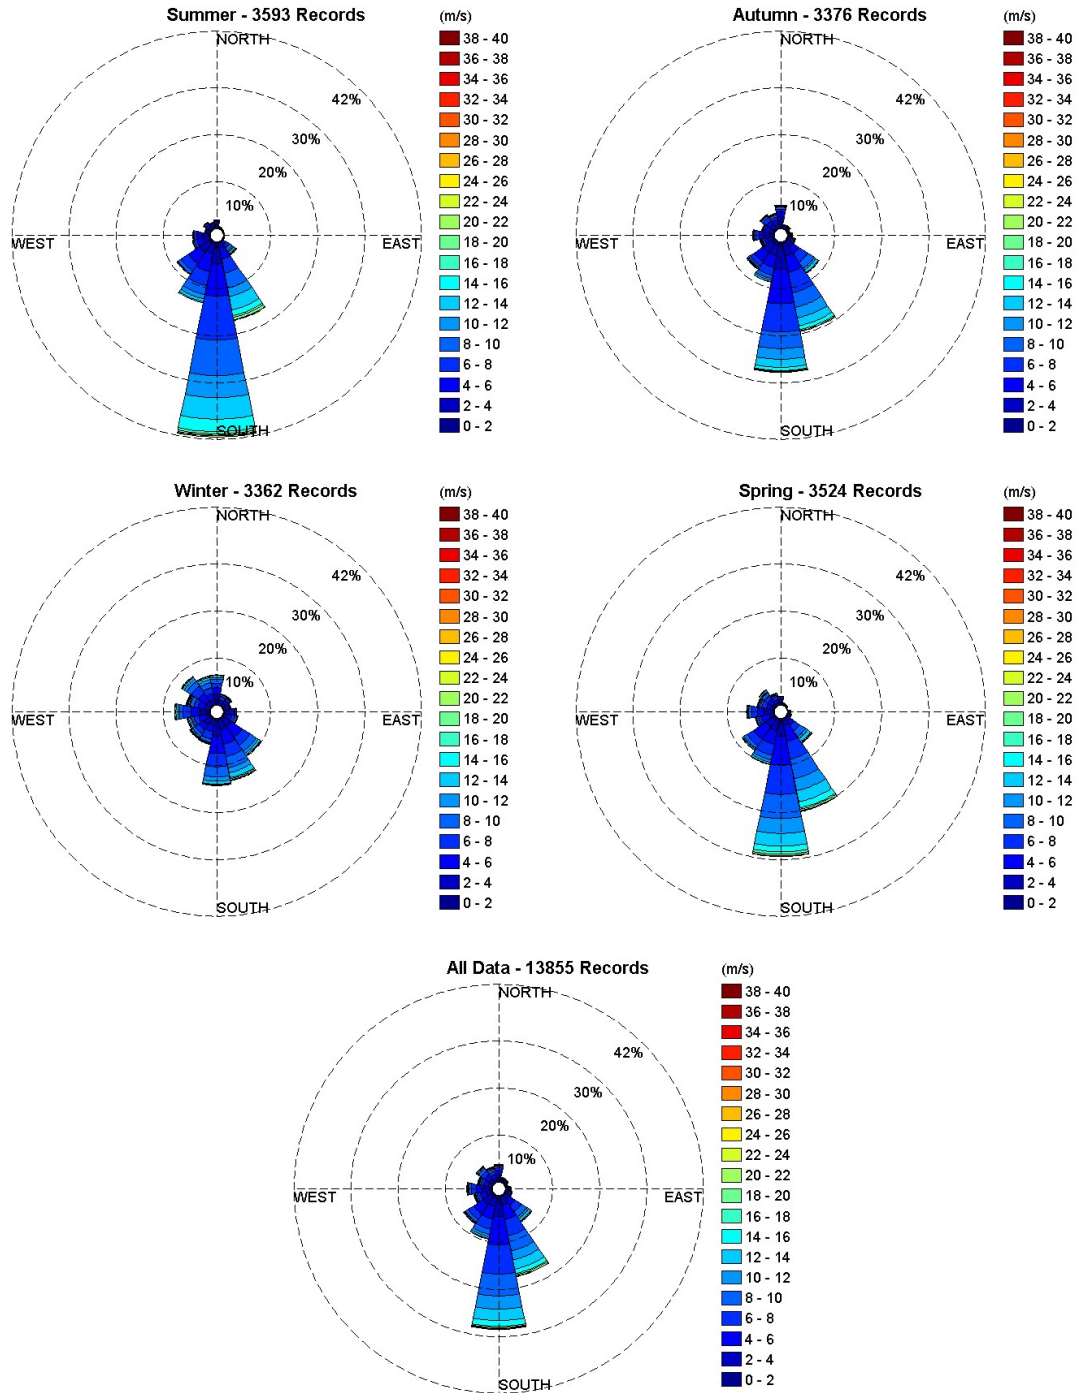 Summer - 3593 Records
(m/s)
NORTH
42%
30%
20%
10%
WEST
EAST
SOUTH
38 - 40
36 - 38
34 - 36
32 - 34
30 - 32
28 - 30
26 - 28
24 - 26
22 - 24
20 - 22
18 - 20
16 - 18
14 - 16
12 - 14
10 - 12
8 - 10
6 - 8
4 - 6
2 - 4
0 - 2
Autumn - 3376 Records
(m/s)
NORTH
42%
30%
20%
10%
WEST
EAST
SOUTH
38 - 40
36 - 38
34 - 36
32 - 34
30 - 32
28 - 30
26 - 28
24 - 26
22 - 24
20 - 22
18 - 20
16 - 18
14 - 16
12 - 14
10 - 12
8 - 10
6 - 8
4 - 6
2 - 4
0 - 2
Winter - 3362 Records
(m/s)
NORTH
42%
30%
20%
10%
WEST
EAST
SOUTH
38 - 40
36 - 38
34 - 36
32 - 34
30 - 32
28 - 30
26 - 28
24 - 26
22 - 24
20 - 22
18 - 20
16 - 18
14 - 16
12 - 14
10 - 12
8 - 10
6 - 8
4 - 6
2 - 4
0 - 2
Spring - 3524 Records
(m/s)
NORTH
42%
30%
20%
10%
WEST
EAST
SOUTH
38 - 40
36 - 38
34 - 36
32 - 34
30 - 32
28 - 30
26 - 28
24 - 26
22 - 24
20 - 22
18 - 20
16 - 18
14 - 16
12 - 14
10 - 12
8 - 10
6 - 8
4 - 6
2 - 4
0 - 2
All Data - 13855 Records
(m/s)
NORTH
42%
30%
20%
10%
WEST
EAST
SOUTH
38 - 40
36 - 38
34 - 36
32 - 34
30 - 32
28 - 30
26 - 28
24 - 26
22 - 24
20 - 22
18 - 20
16 - 18
14 - 16
12 - 14
10 - 12
8 - 10
6 - 8
4 - 6
2 - 4
0 - 2